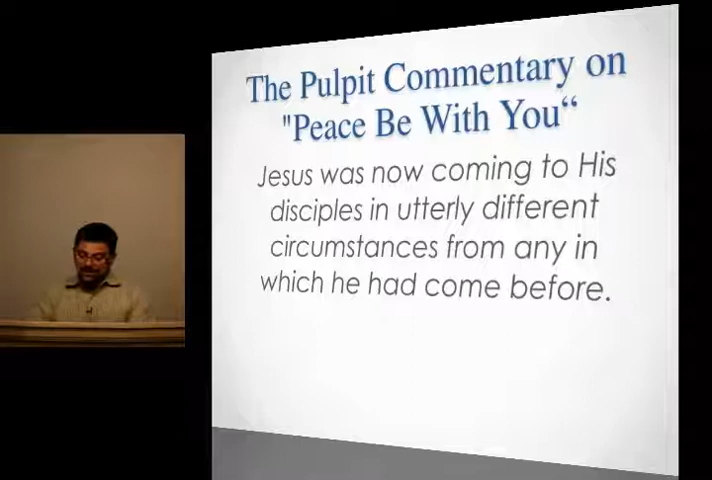 The Pulpit Commentary on
"Peace Be With You“
Jesus was now coming to His
disciples in utterly different
circumstances from any in
which he had come before.